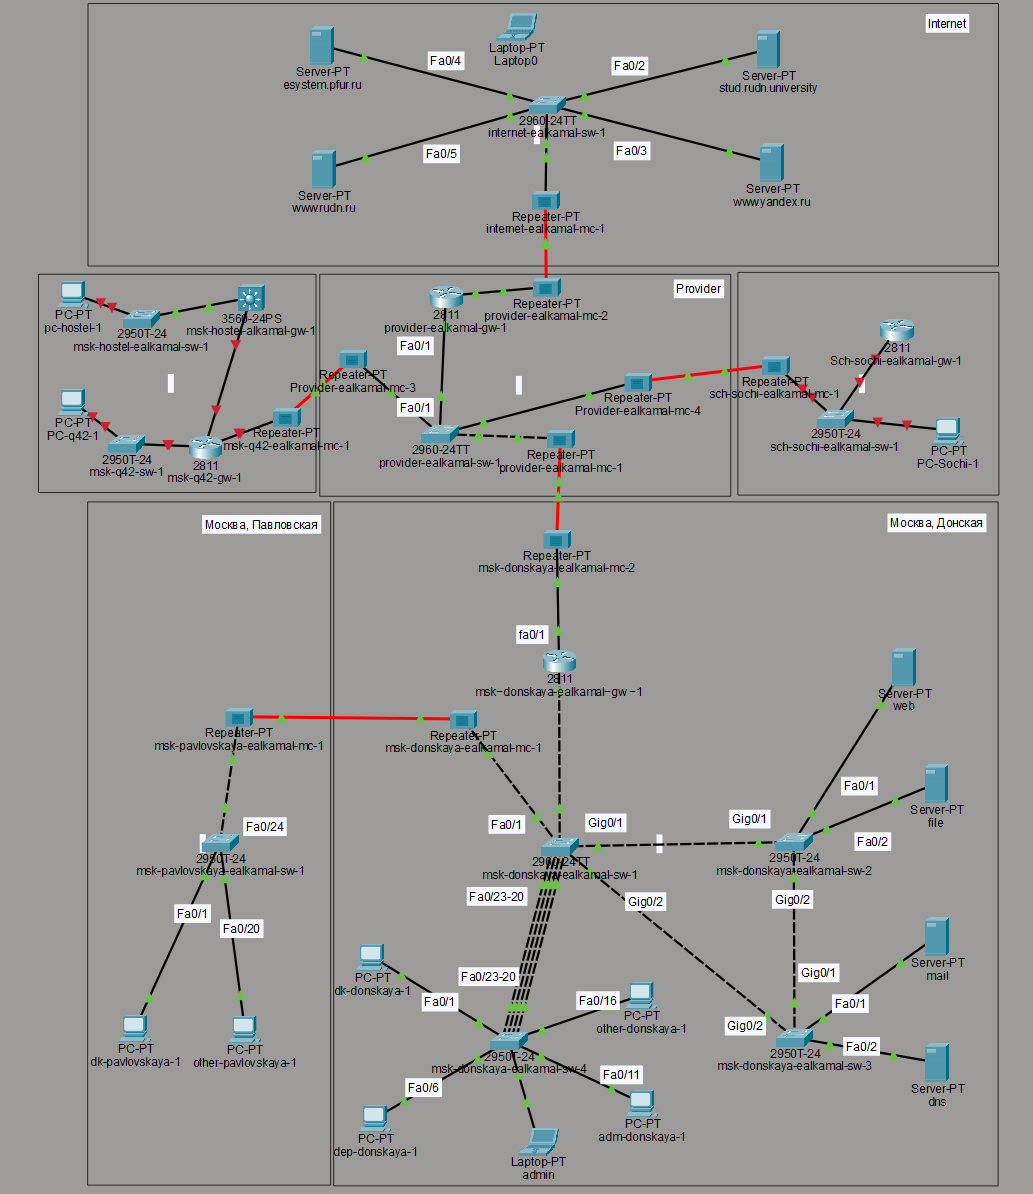 Internet
Laptop-PT
Laptop0
Server-PT
esystem.pfur.ru
Fa0/4
Fa0/2
Server-PT
stud.rudn.university
2960-24TT
internet-ealkamal-sw-1
Fa0/5
Fa0/3
Server-PT
www.rudn.ru
Server-PT
www.yandex.ru
Repeater-PT
internet-ealkamal-mc-1
PC-PT
pc-hostel-1
2950T-24
msk-hostel-ealkamal-sw-1
3560-24PS
msk-hostel-alkamal-gw-1
PC-PT
PC-q42-1
2950T-24
msk-q42-sw-1
2811
msk-q42-gw-1
Repeater-PT
msk-q42-ealkamal-mc-1
Provider
2811
provider-ealkamal-gw-1
Repeater-PT
provider-ealkamal-mc-2
Fa0/1
Repeater-PT
Provider-ealkamal-mc-3
Fa0/1
Repeater-PT
Provider-ealkamal-mc-4
2960-24TT
provider-ealkamal-sw-1
Repeater-PT
provider-ealkamal-mc-1
2811
Sch-sochi-ealkamal-gw-1
Repeater-PT
sch-sochi-ealkamal-mc-1
2950T-24
sch-sochi-ealkamal-sw-1
PC-PT
PC-Sochi-1
Москва, Павловская
Repeater-PT
msk-pavlovskaya-ealkamal-mc-1
Fa0/24
2950T-24
msk-pavlovskaya-ealkamal-sw-1
Fa0/1
Fa0/20
PC-PT
dk-pavlovskaya-1
PC-PT
other-pavlovskaya-1
Москва, Донская
Repeater-PT
msk-donskaya-ealkamal-mc-2
fa0/1
2811
msk-donskaya-ealkamal-gw-1
Repeater-PT
msk-donskaya-ealkamal-mc-1
Server-PT
web
Fa0/1
Server-PT
file
Fa0/1
Gig0/1
Gig0/1
Fa0/2
2960-24TT
msk-donskaya-ealkamal-sw-1
2950T-24
msk-donskaya-ealkamal-sw-2
Fa0/23-20
Gig0/2
Gig0/2
Server-PT
mail
Fa0/23-20
Gig0/1
PC-PT
dk-donskaya-1
Fa0/1
Fa0/16
PC-PT
other-donskaya-1
Fa0/1
Gig0/2
Fa0/2
2950T-24
msk-donskaya-ealkamal-sw-4
2950T-24
msk-donskaya-ealkamal-sw-3
Fa0/6
Fa0/11
Server-PT
dns
PC-PT
dep-donskaya-1
PC-PT
adm-donskaya-1
Laptop-PT
admin